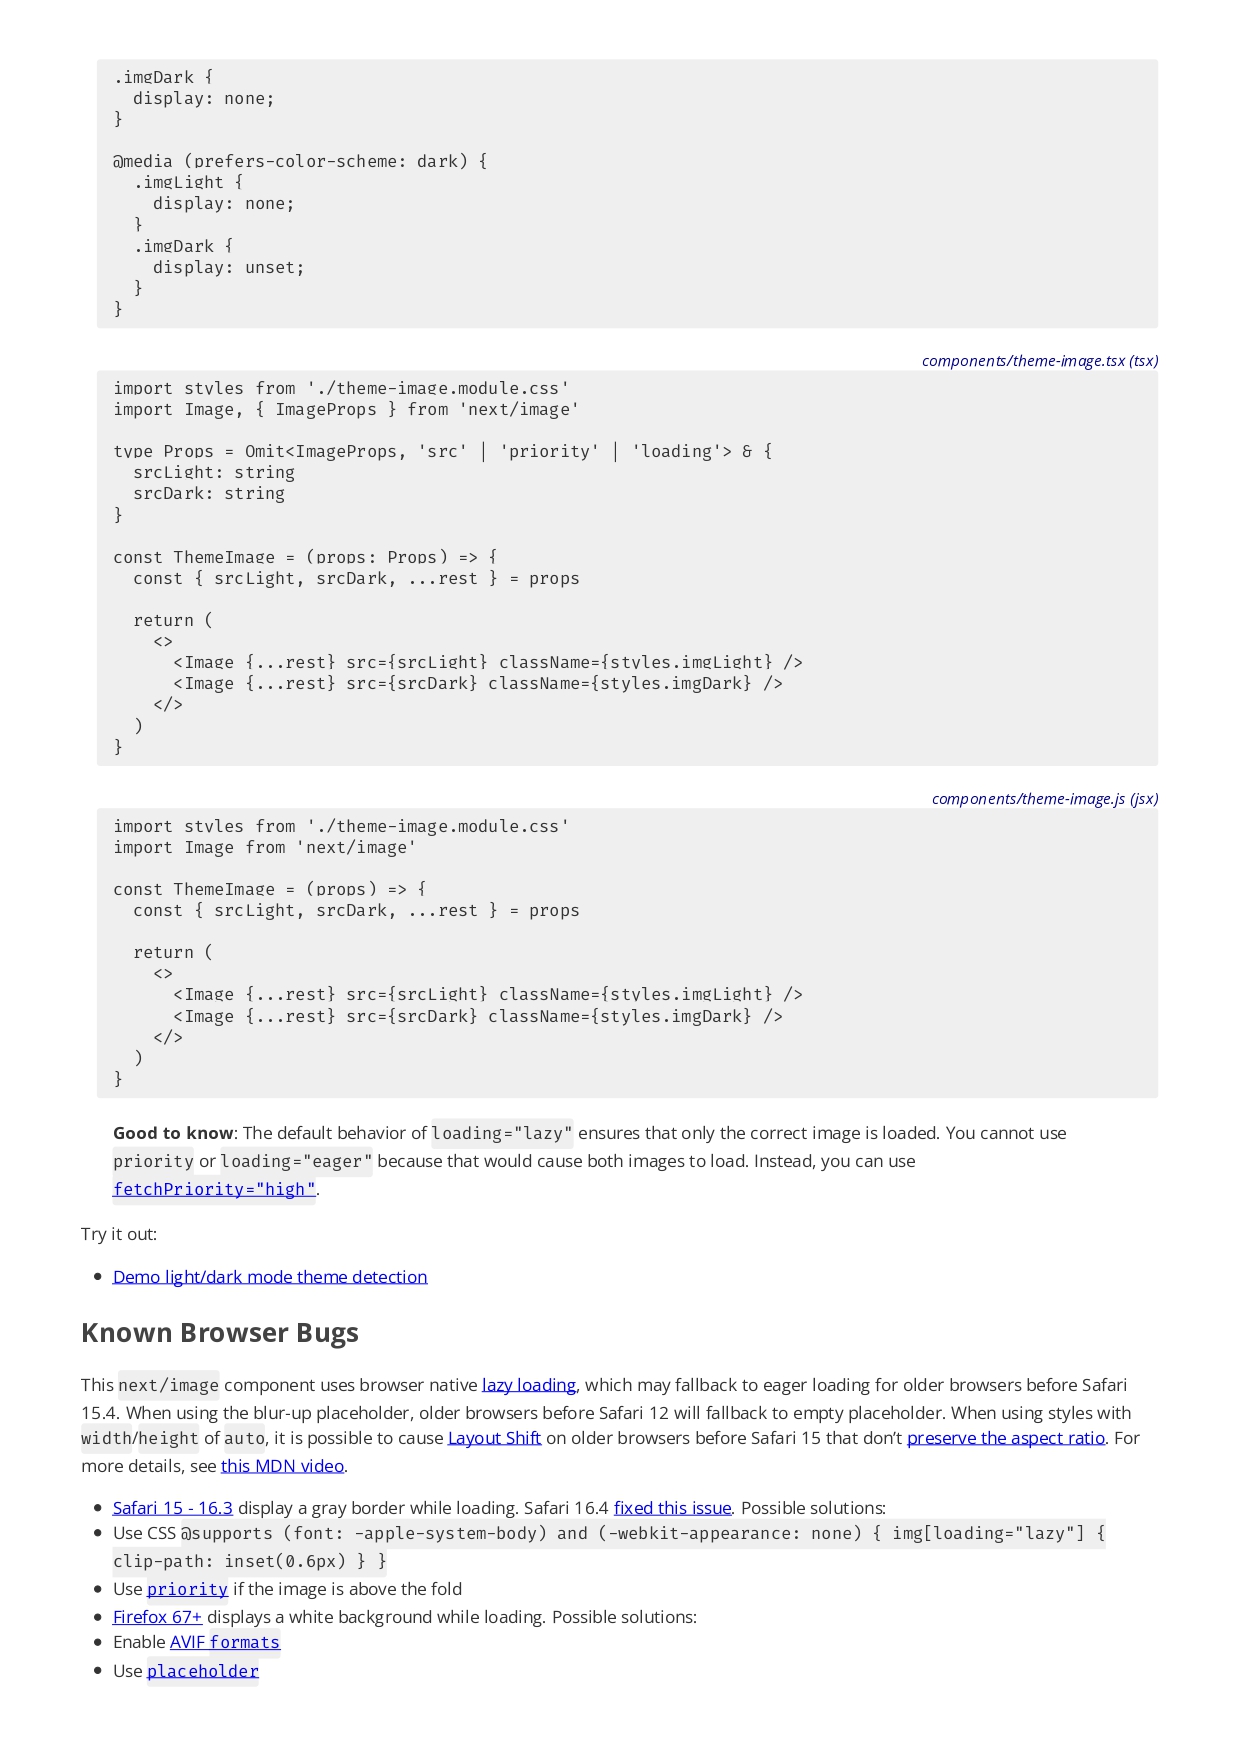 .imgDark {
  display: none;
}

@media (prefers-color-scheme: dark) {
  .imgLight {
    display: none;
  }
  .imgDark {
    display: unset;
  }
}
components/theme-image.tsx (tsx)
import styles from './theme-image.module.css'
import Image, { ImageProps } from 'next/image'

type Props = Omit<ImageProps, 'src' | 'priority' | 'loading'> & {
  srcLight: string
  srcDark: string
}

const ThemeImage = (props: Props) => {
  const { srcLight, srcDark, ...rest } = props

  return (
    <>
      <Image {...rest} src={srcLight} className={styles.imgLight} />
      <Image {...rest} src={srcDark} className={styles.imgDark} />
    </>
  )
}
components/theme-image.js (jsx)
import styles from './theme-image.module.css'
import Image from 'next/image'

const ThemeImage = (props) => {
  const { srcLight, srcDark, ...rest } = props

  return (
    <>
      <Image {...rest} src={srcLight} className={styles.imgLight} />
      <Image {...rest} src={srcDark} className={styles.imgDark} />
    </>
  )
}
Good to know: The default behavior of loading="lazy" ensures that only the correct image is loaded. You cannot use
priority or loading="eager" because that would cause both images to load. Instead, you can use
fetchPriority="high".
Try it out:
• Demo light/dark mode theme detection
Known Browser Bugs
This next/image component uses browser native lazy loading, which may fallback to eager loading for older browsers before Safari
15.4. When using the blur-up placeholder, older browsers before Safari 12 will fallback to empty placeholder. When using styles with
width/height of auto, it is possible to cause Layout Shift on older browsers before Safari 15 that don’t preserve the aspect ratio. For
more details, see this MDN video.
• Safari 15 - 16.3 display a gray border while loading. Safari 16.4 fixed this issue. Possible solutions:
• Use CSS @supports (font: -apple-system-body) and (-webkit-appearance: none) { img[loading="lazy"] {
clip-path: inset(0.6px) } }
• Use priority if the image is above the fold
• Firefox 67+ displays a white background while loading. Possible solutions:
• Enable AVIF formats
• Use placeholder